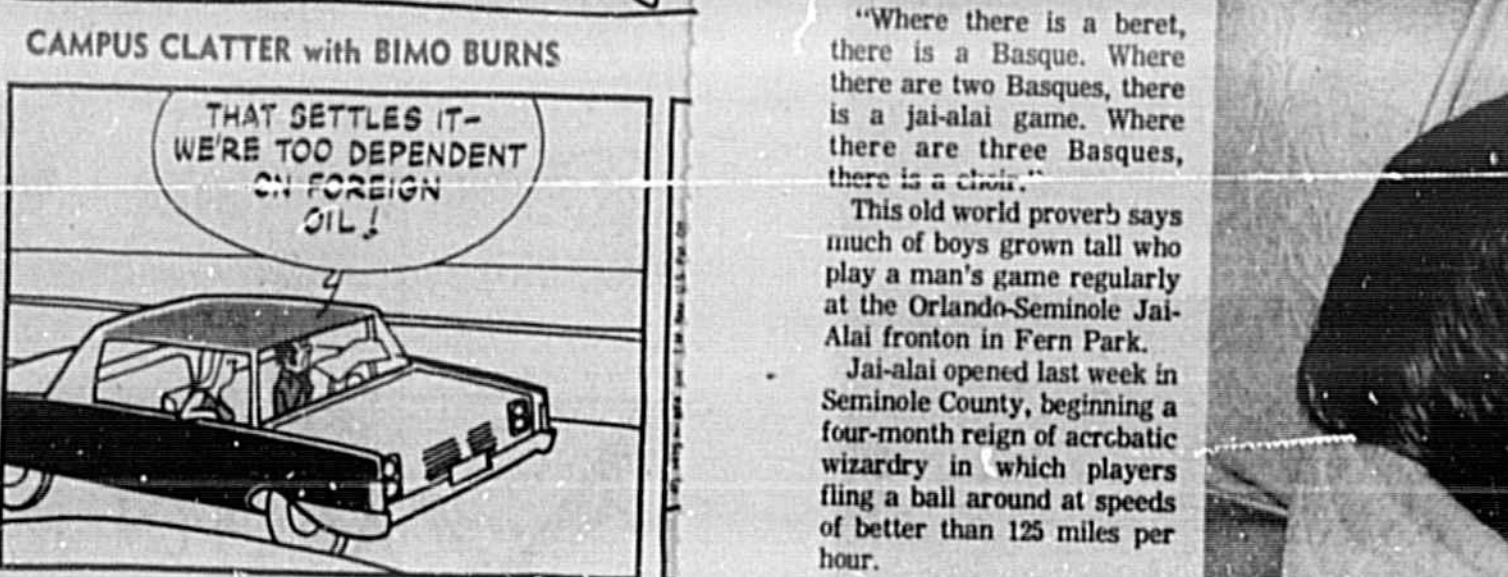 CAMPUS CLATTER with BIMO BURNS
THAT SETTLES IT-
WE'RE TOO DEPENDENT
ON FOREIGN
OIL!
"Where there is a beret,
there is a Basque. Where
there are two Basques, there
is a jai-alai game. Where
there are three Basques,
there is a choir."
This old world proverb says
much of boys grown tall who
play a man's game regularly
at the Orlando-Seminole Jai-
Alai fronton in Fern Park.
Jai-alai opened last week in
Seminole County, beginning a
four-month reign of acrobatic
wizardry in which players
fling a ball around at speeds
of better than 125 miles per
hour.